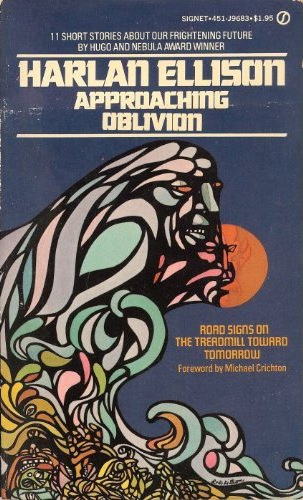 SIGNET•451-J9683•$1.95
11 SHORT STORIES ABOUT OUR FRIGHTENING FUTURE
BY HUGO AND NEBULA AWARD WINNER
HARLAN ELLISON
APPROACHING
OBLIVION
ROAD SIGNS ON
THE TREADMILL TOWARD
TOMORROW
Foreword by Michael Crichton